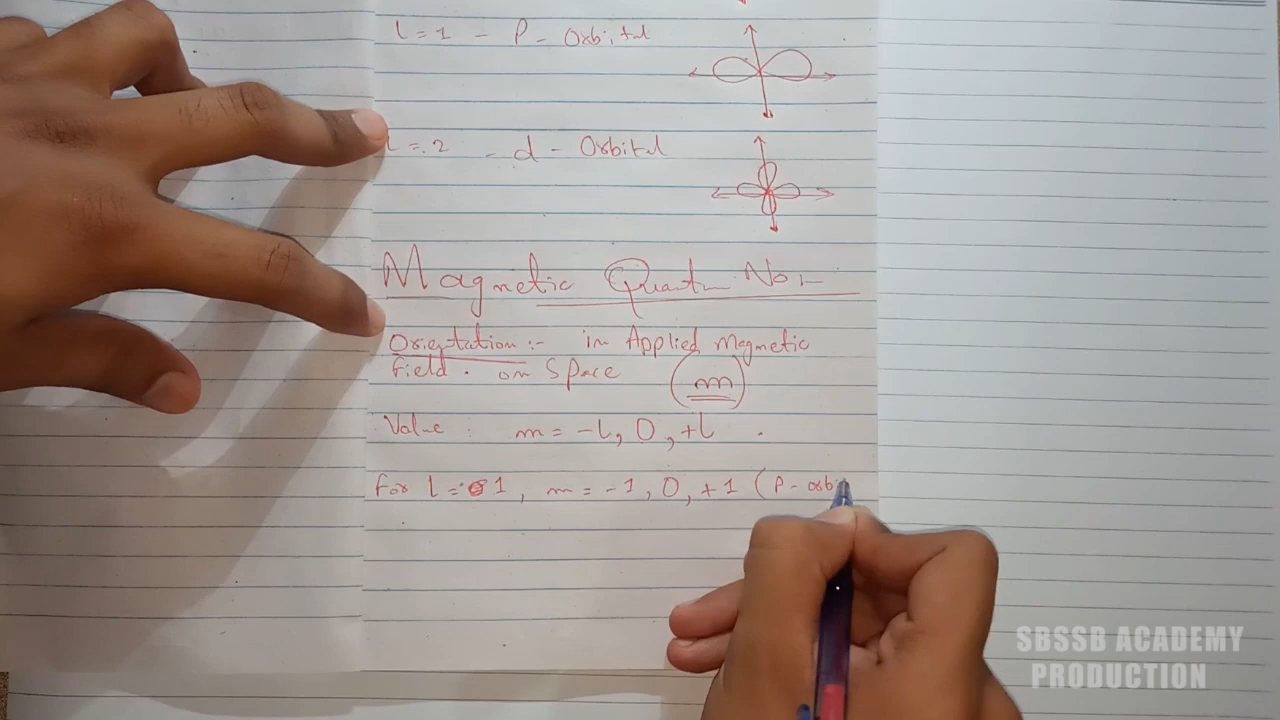 l = 1 - P - Orbital
l = 2 - d - Orbital
Magnetic Quantum No :-
Orientation :- in Applied Magnetic
field . on Space (m)
Value : m = -l, 0, +l .
For l = 1, m = -1, 0, +1 (P - orbi
SBSSB ACADEMY
PRODUCTION